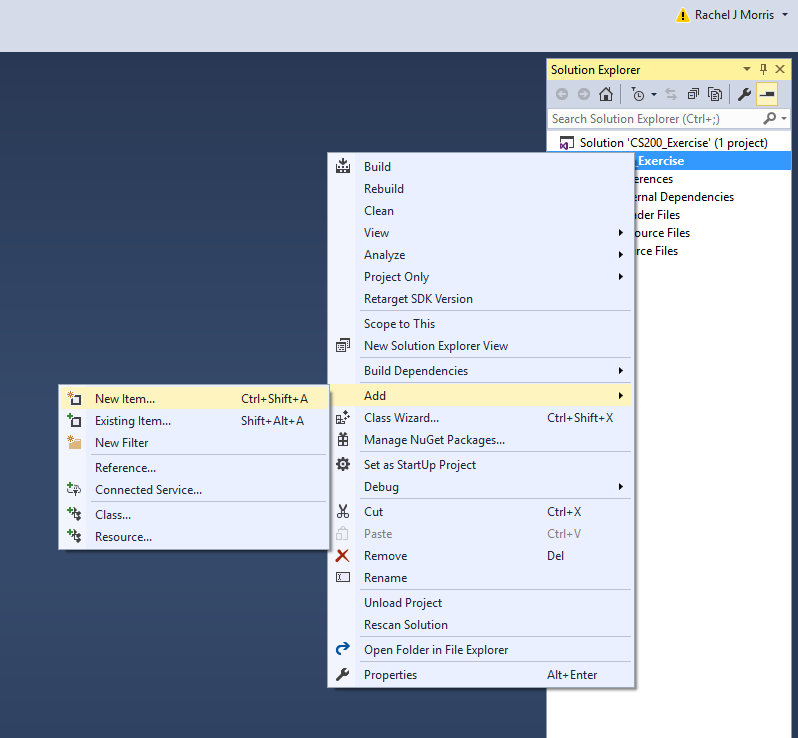 Rachel J Morris
Solution Explorer
Search Solution Explorer (Ctrl+;)
Solution 'CS200_Exercise' (1 project)
_Exercise
erences
rnal Dependencies
der Files
ource Files
rce Files
Build
Rebuild
Clean
View
Analyze
Project Only
Retarget SDK Version
Scope to This
New Solution Explorer View
Build Dependencies
Add
Class Wizard... Ctrl+Shift+X
Manage NuGet Packages...
Set as StartUp Project
Debug
Cut Ctrl+X
Paste Ctrl+V
Remove Del
Rename
Unload Project
Rescan Solution
Open Folder in File Explorer
Properties Alt+Enter
New Item... Ctrl+Shift+A
Existing Item... Shift+Alt+A
New Filter
Reference...
Connected Service...
Class...
Resource...